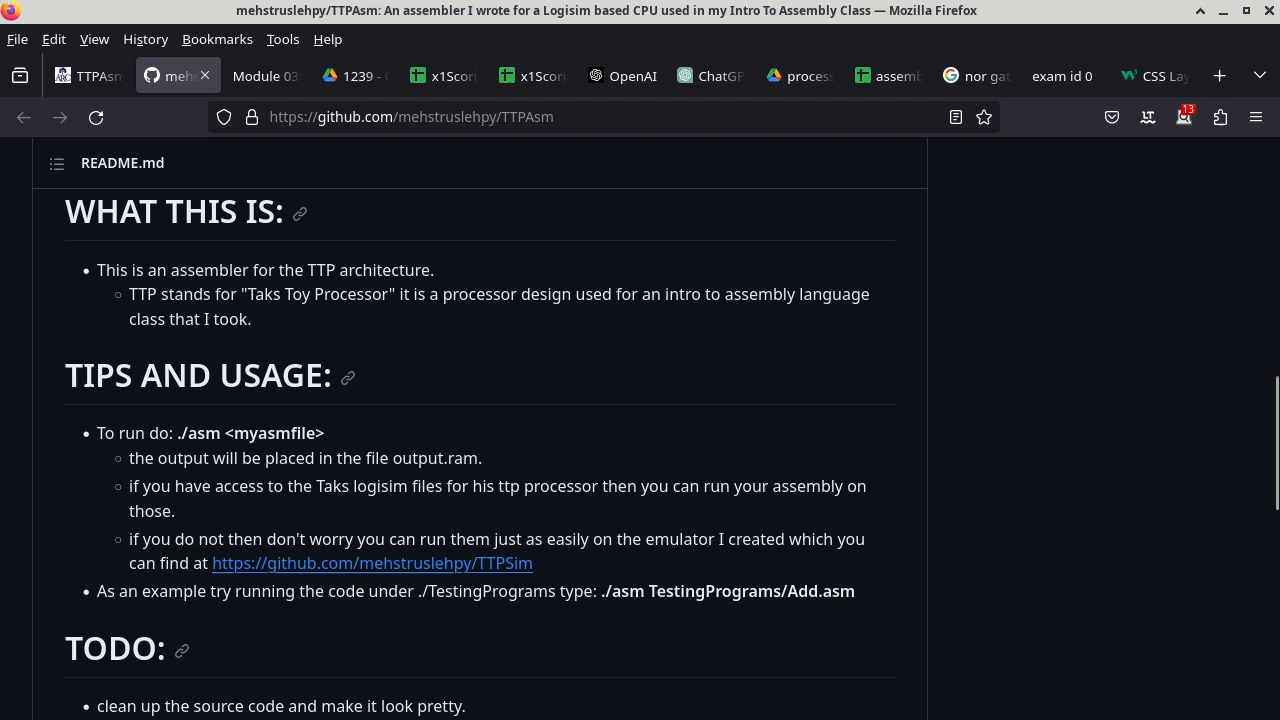 mehstruslehpy/TTPAsm: An assembler I wrote for a Logisim based CPU used in my Intro To Assembly Class — Mozilla Firefox
File Edit View History Bookmarks Tools Help
TTPAsm mehs Module 03 1239 - x1Scori x1Scori OpenAI ChatGP process assemb nor gat exam id 0 CSS Lay
https://github.com/mehstruslehpy/TTPAsm 13
README.md
WHAT THIS IS:
• This is an assembler for the TTP architecture.
○ TTP stands for "Taks Toy Processor" it is a processor design used for an intro to assembly language
class that I took.
TIPS AND USAGE:
• To run do: ./asm <myasmfile>
○ the output will be placed in the file output.ram.
○ if you have access to the Taks logisim files for his ttp processor then you can run your assembly on
those.
○ if you do not then don't worry you can run them just as easily on the emulator I created which you
can find at https://github.com/mehstruslehpy/TTPSim
• As an example try running the code under ./TestingPrograms type: ./asm TestingPrograms/Add.asm
TODO:
• clean up the source code and make it look pretty.